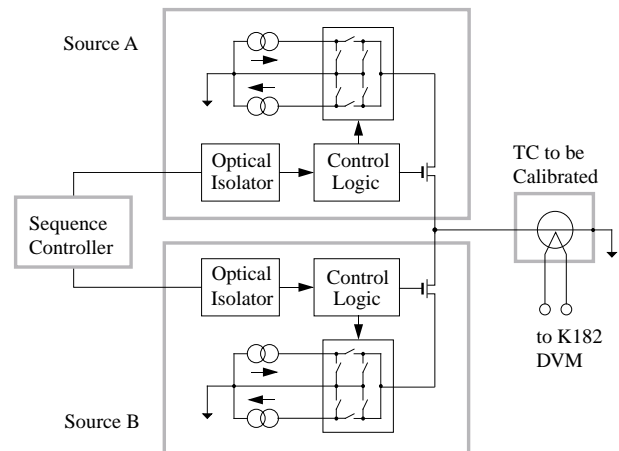 Source A
Optical
Isolator
Control
Logic
TC to be
Calibrated
Sequence
Controller
Optical
Isolator
Control
Logic
to K182
DVM
Source B